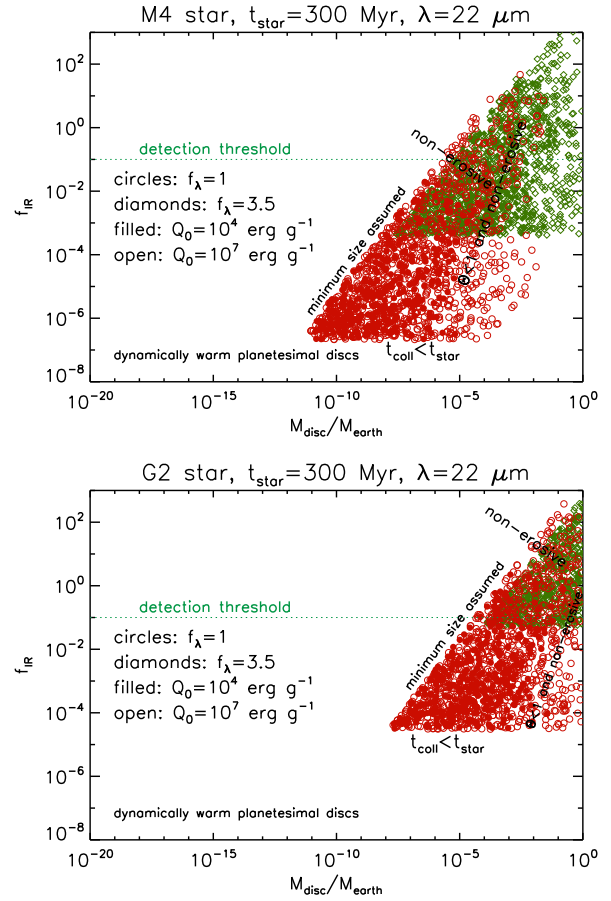 M4 star, t_star=300 Myr, λ=22 μm
10^2
10^0
10^-2
10^-4
10^-6
10^-8
f_IR
detection threshold
circles: f_λ=1
diamonds: f_λ=3.5
filled: Q_0=10^4 erg g^-1
open: Q_0=10^7 erg g^-1
non-erosive
minimum size assumed
Θ<1 and non-erosive
t_coll<t_star
dynamically warm planetesimal discs
10^-20 10^-15 10^-10 10^-5 10^0
M_disc/M_earth
G2 star, t_star=300 Myr, λ=22 μm
10^2
10^0
10^-2
10^-4
10^-6
10^-8
f_IR
non-erosive
minimum size assumed
detection threshold
circles: f_λ=1
diamonds: f_λ=3.5
filled: Q_0=10^4 erg g^-1
open: Q_0=10^7 erg g^-1
Θ<1 and non-erosive
t_coll<t_star
dynamically warm planetesimal discs
10^-20 10^-15 10^-10 10^-5 10^0
M_disc/M_earth